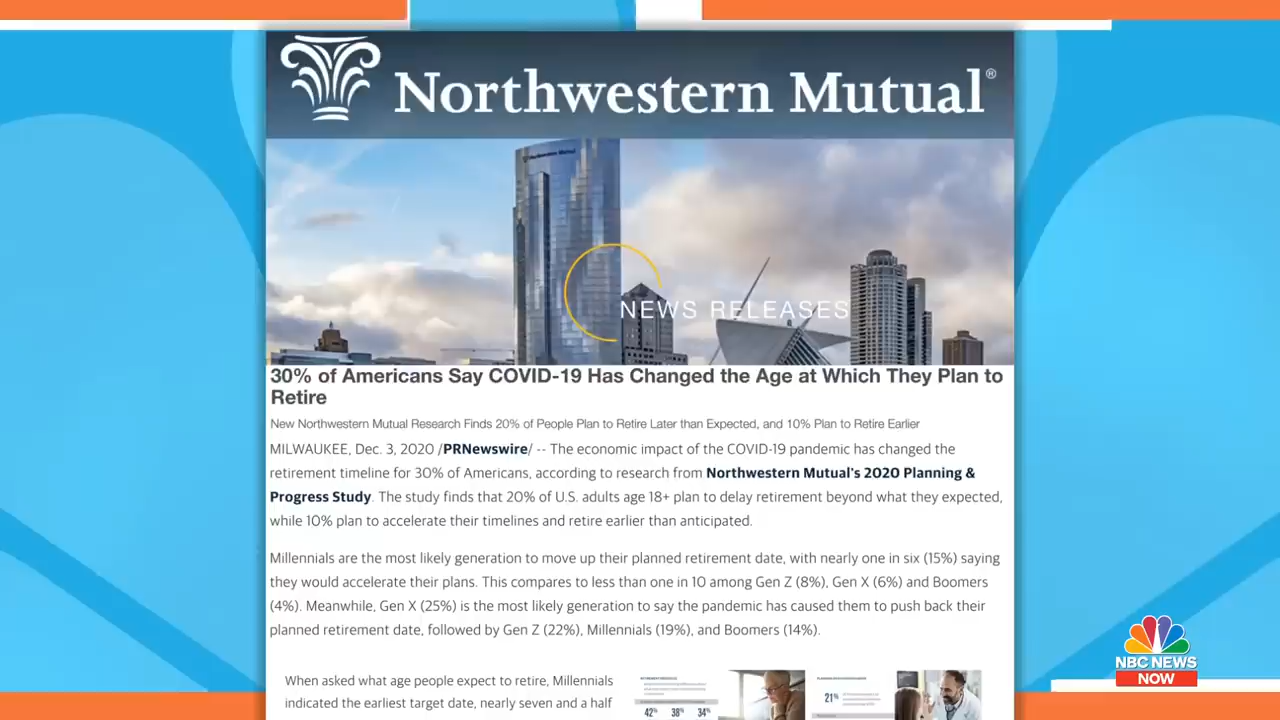 Northwestern Mutual®
Northwestern Mutual
NEWS RELEASES
30% of Americans Say COVID-19 Has Changed the Age at Which They Plan to
Retire
New Northwestern Mutual Research Finds 20% of People Plan to Retire Later than Expected, and 10% Plan to Retire Earlier
MILWAUKEE, Dec. 3, 2020 /PRNewswire/ -- The economic impact of the COVID-19 pandemic has changed the
retirement timeline for 30% of Americans, according to research from Northwestern Mutual's 2020 Planning &
Progress Study. The study finds that 20% of U.S. adults age 18+ plan to delay retirement beyond what they expected,
while 10% plan to accelerate their timelines and retire earlier than anticipated.
Millennials are the most likely generation to move up their planned retirement date, with nearly one in six (15%) saying
they would accelerate their plans. This compares to less than one in 10 among Gen Z (8%), Gen X (6%) and Boomers
(4%). Meanwhile, Gen X (25%) is the most likely generation to say the pandemic has caused them to push back their
planned retirement date, followed by Gen Z (22%), Millennials (19%), and Boomers (14%).
When asked what age people expect to retire, Millennials
indicated the earliest target date, nearly seven and a half
42% 38% 34%
21%
NBC NEWS
NOW